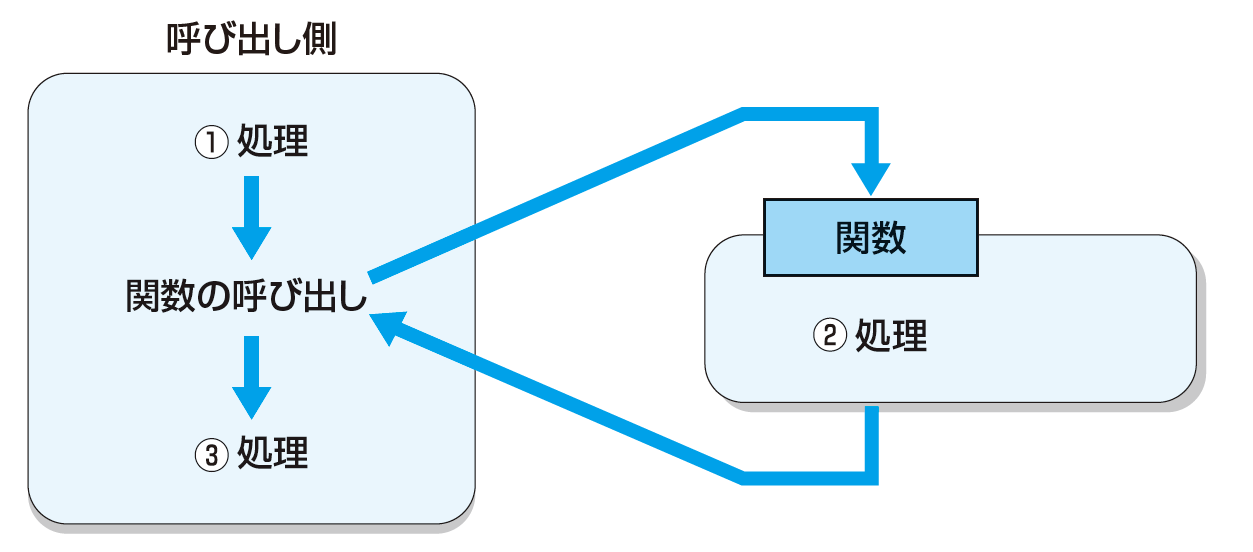 呼び出し側
① 処理
関数の呼び出し
③ 処理
関数
② 処理